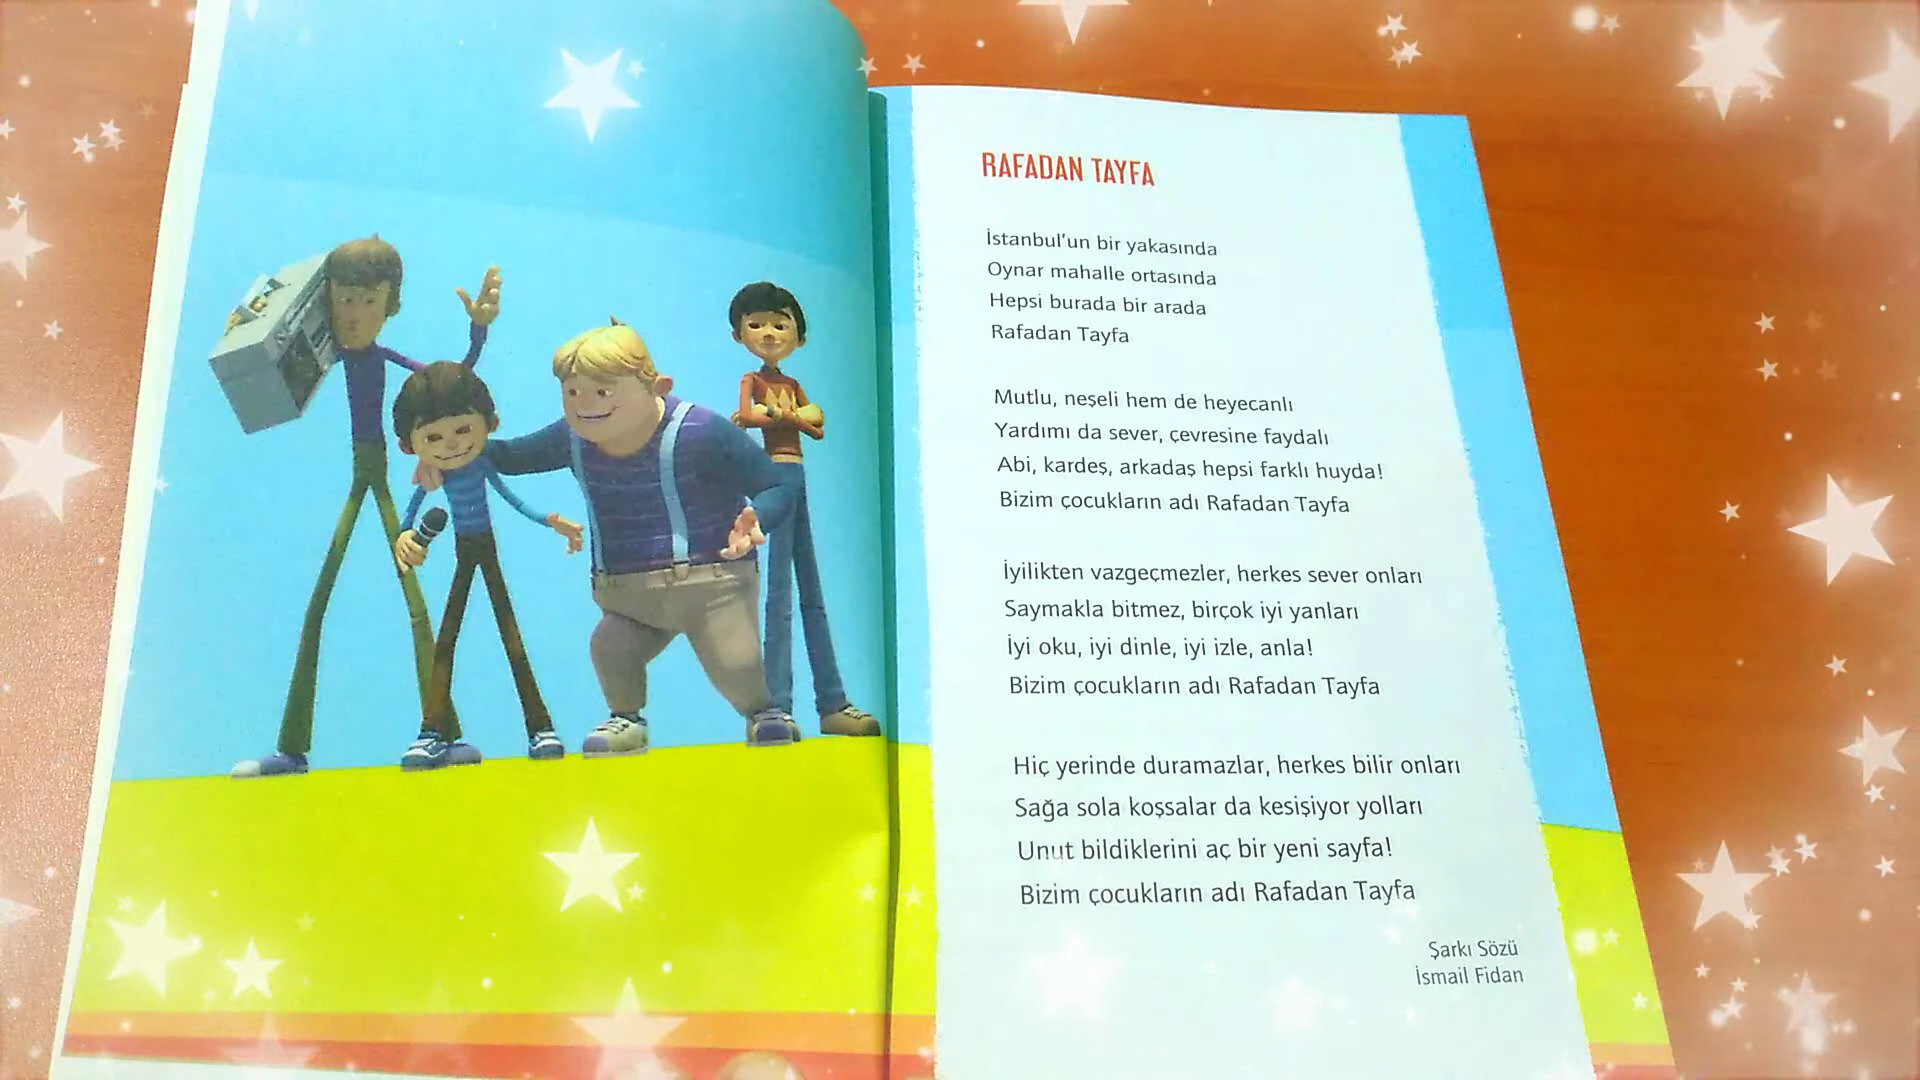 RAFADAN TAYFA
İstanbul'un bir yakasında
Oynar mahalle ortasında
Hepsi burada bir arada
Rafadan Tayfa
Mutlu, neşeli hem de heyecanlı
Yardımı da sever, çevresine faydalı
Abi, kardeş, arkadaş hepsi farklı huyda!
Bizim çocukların adı Rafadan Tayfa
İyilikten vazgeçmezler, herkes sever onları
Saymakla bitmez, birçok iyi yanları
İyi oku, iyi dinle, iyi izle, anla!
Bizim çocukların adı Rafadan Tayfa
Hiç yerinde duramazlar, herkes bilir onları
Sağa sola koşsalar da kesişiyor yolları
Unut bildiklerini aç bir yeni sayfa!
Bizim çocukların adı Rafadan Tayfa
Şarkı Sözü
İsmail Fidan